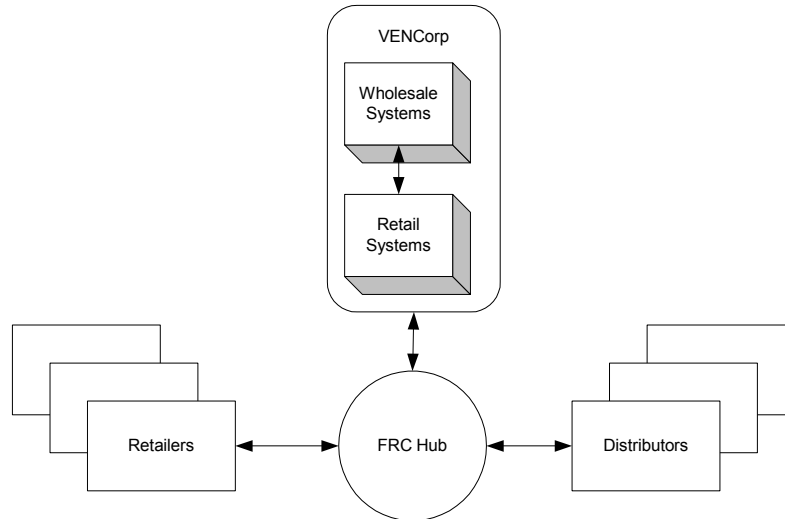 VENCorp
Wholesale
Systems
Retail
Systems
Retailers
FRC Hub
Distributors